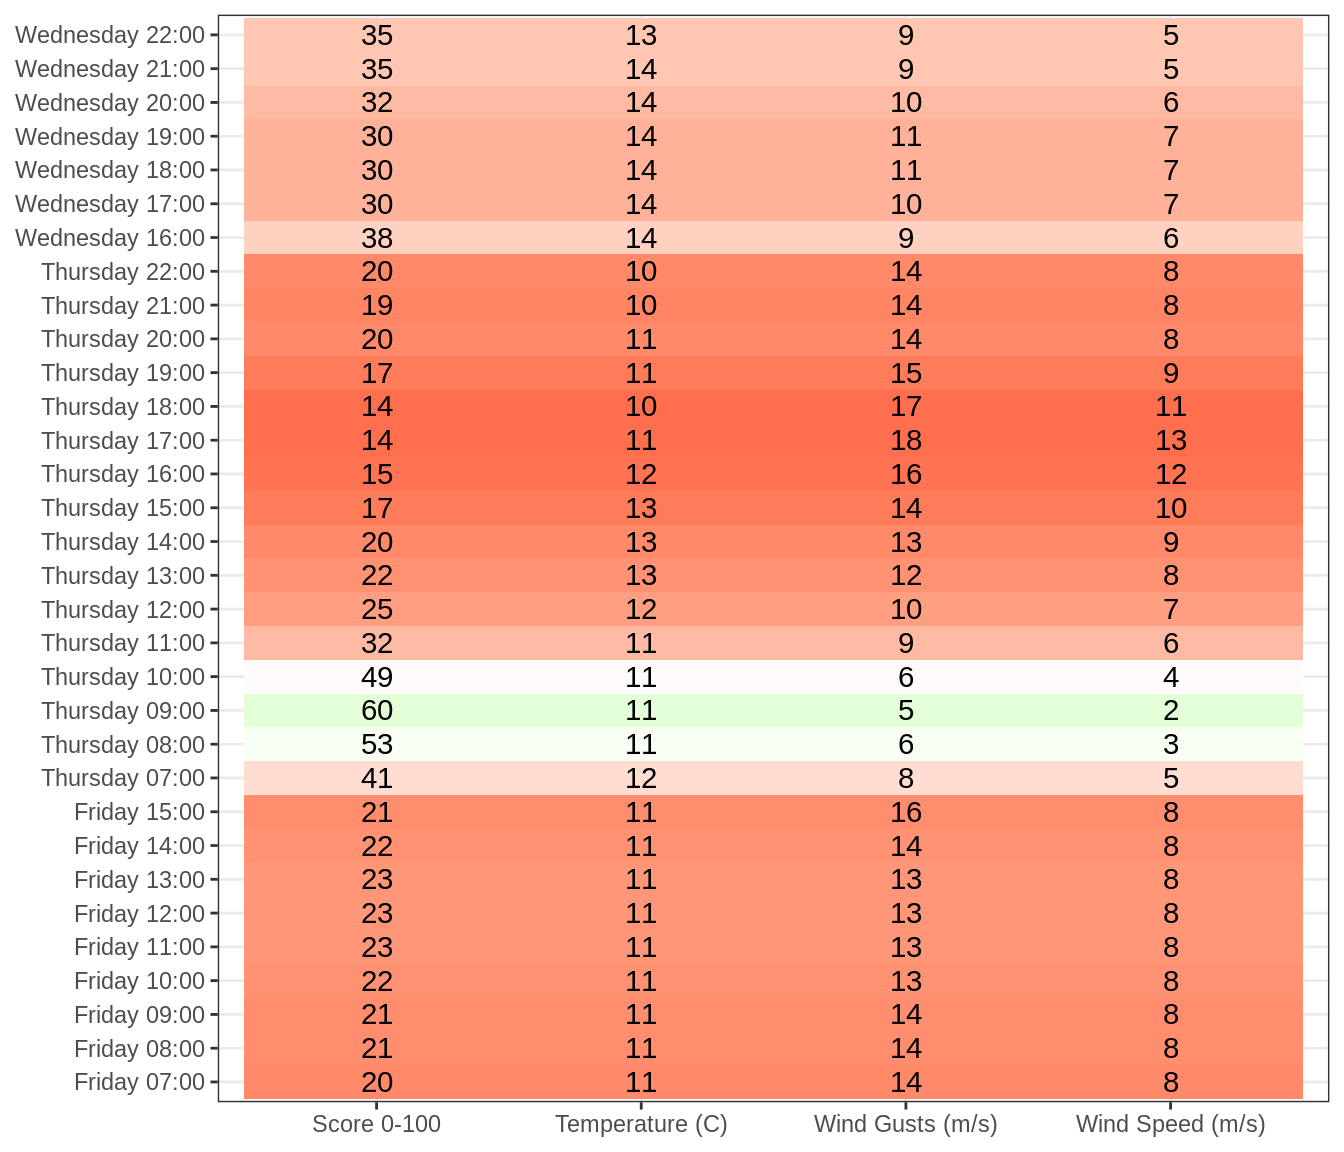 Wednesday 22:00 35 13 9 5
Wednesday 21:00 35 14 9 5
Wednesday 20:00 32 14 10 6
Wednesday 19:00 30 14 11 7
Wednesday 18:00 30 14 11 7
Wednesday 17:00 30 14 10 7
Wednesday 16:00 38 14 9 6
Thursday 22:00 20 10 14 8
Thursday 21:00 19 10 14 8
Thursday 20:00 20 11 14 8
Thursday 19:00 17 11 15 9
Thursday 18:00 14 10 17 11
Thursday 17:00 14 11 18 13
Thursday 16:00 15 12 16 12
Thursday 15:00 17 13 14 10
Thursday 14:00 20 13 13 9
Thursday 13:00 22 13 12 8
Thursday 12:00 25 12 10 7
Thursday 11:00 32 11 9 6
Thursday 10:00 49 11 6 4
Thursday 09:00 60 11 5 2
Thursday 08:00 53 11 6 3
Thursday 07:00 41 12 8 5
Friday 15:00 21 11 16 8
Friday 14:00 22 11 14 8
Friday 13:00 23 11 13 8
Friday 12:00 23 11 13 8
Friday 11:00 23 11 13 8
Friday 10:00 22 11 13 8
Friday 09:00 21 11 14 8
Friday 08:00 21 11 14 8
Friday 07:00 20 11 14 8
Score 0-100 Temperature (C) Wind Gusts (m/s) Wind Speed (m/s)